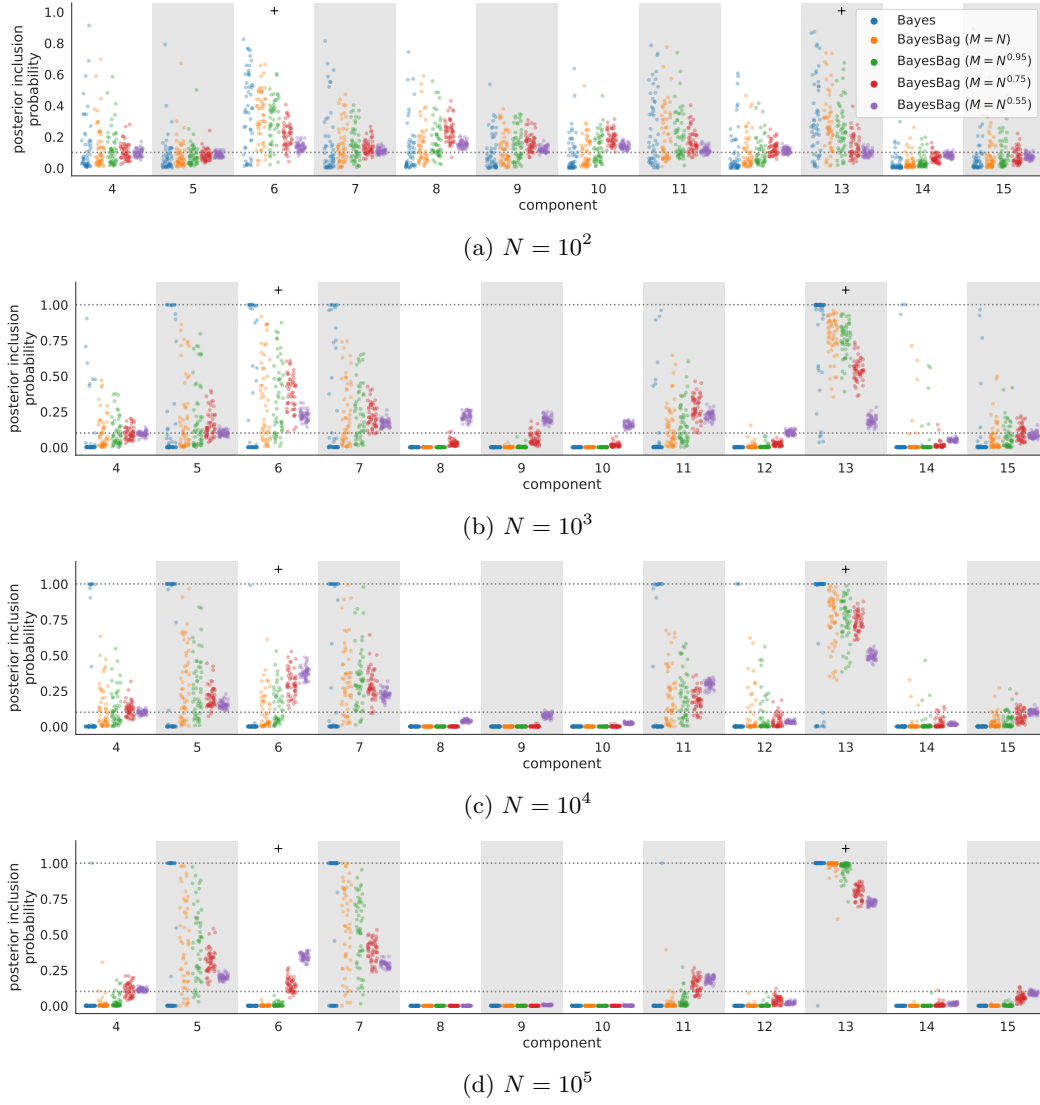 + +
Bayes
BayesBag (M = N)
BayesBag (M = N^0.95)
BayesBag (M = N^0.75)
BayesBag (M = N^0.55)
posterior inclusion
probability
1.0
0.8
0.6
0.4
0.2
0.0
4 5 6 7 8 9 10 11 12 13 14 15
component
(a) N = 10^2
+ +
posterior inclusion
probability
1.00
0.75
0.50
0.25
0.00
4 5 6 7 8 9 10 11 12 13 14 15
component
(b) N = 10^3
+ +
posterior inclusion
probability
1.00
0.75
0.50
0.25
0.00
4 5 6 7 8 9 10 11 12 13 14 15
component
(c) N = 10^4
+ +
posterior inclusion
probability
1.00
0.75
0.50
0.25
0.00
4 5 6 7 8 9 10 11 12 13 14 15
component
(d) N = 10^5